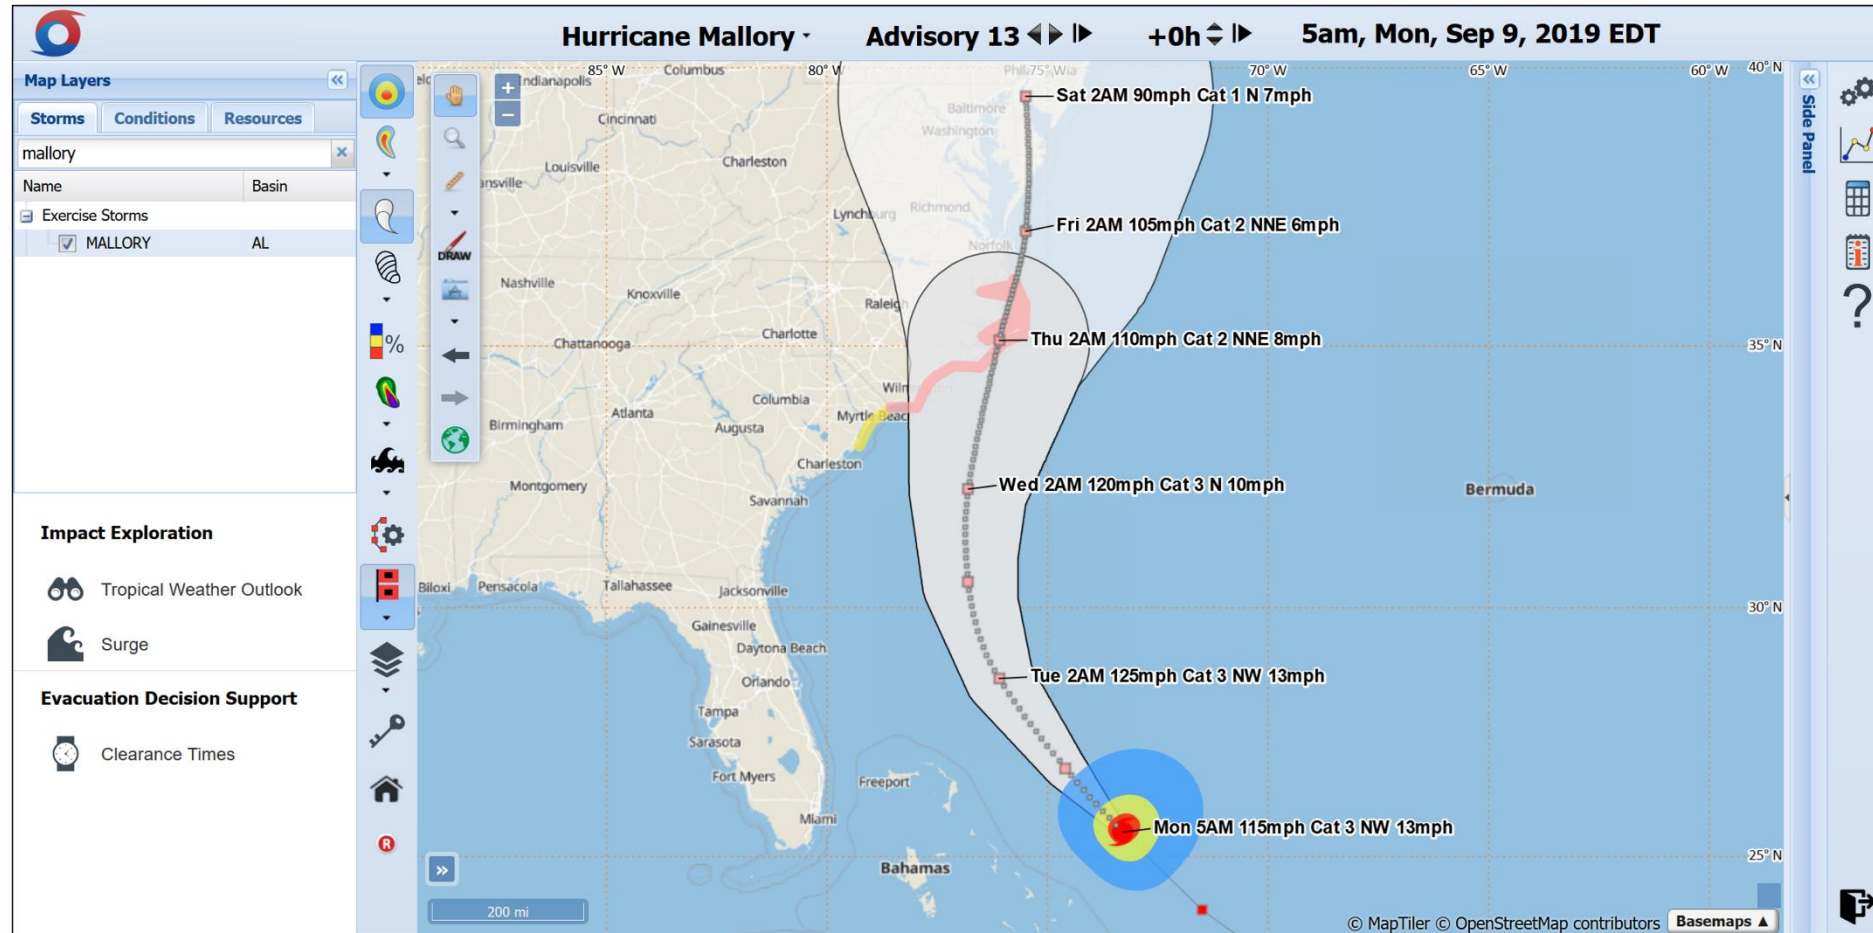 Hurricane Mallory
Advisory 13
+0h
5am, Mon, Sep 9, 2019 EDT
Map Layers
Storms
Conditions
Resources
mallory
Name
Basin
Exercise Storms
MALLORY
AL
Impact Exploration
Tropical Weather Outlook
Surge
Evacuation Decision Support
Clearance Times
%
DRAW
R
+
−
85° W
80° W
75° W
70° W
65° W
60° W
40° N
35° N
30° N
25° N
Columbus
Indianapolis
Cincinnati
Baltimore
Washington
Louisville
Charleston
Lynchburg
Richmond
Norfolk
Nashville
Knoxville
Raleigh
Charlotte
Chattanooga
Columbia
Atlanta
Myrtle Beac
Birmingham
Augusta
Charleston
Montgomery
Savannah
Bermuda
Biloxi
Pensacola
Tallahassee
Jacksonville
Gainesville
Daytona Beach
Orlando
Tampa
Sarasota
Fort Myers
Freeport
Miami
Bahamas
Sat 2AM 90mph Cat 1 N 7mph
Fri 2AM 105mph Cat 2 NNE 6mph
Thu 2AM 110mph Cat 2 NNE 8mph
Wed 2AM 120mph Cat 3 N 10mph
Tue 2AM 125mph Cat 3 NW 13mph
Mon 5AM 115mph Cat 3 NW 13mph
200 mi
© MapTiler © OpenStreetMap contributors
Basemaps ▲
Side Panel
?